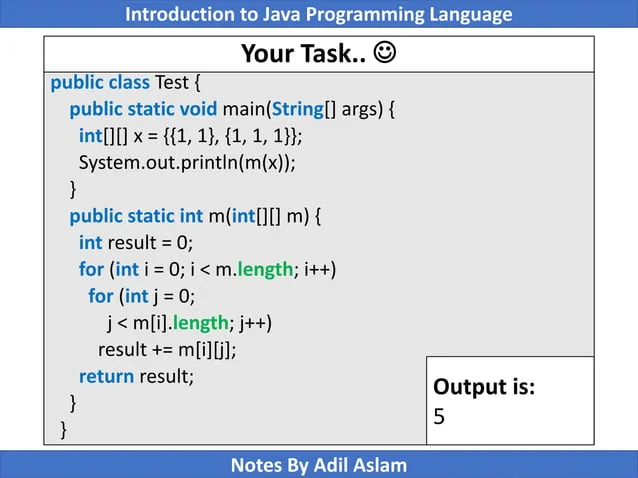 Introduction to Java Programming Language
Your Task.. ☺
public class Test {
public static void main(String[] args) {
int[][] x = {{1, 1}, {1, 1, 1}};
System.out.println(m(x));
}
public static int m(int[][] m) {
int result = 0;
for (int i = 0; i < m.length; i++)
for (int j = 0;
j < m[i].length; j++)
result += m[i][j];
return result;
}
}
Output is:
5
Notes By Adil Aslam